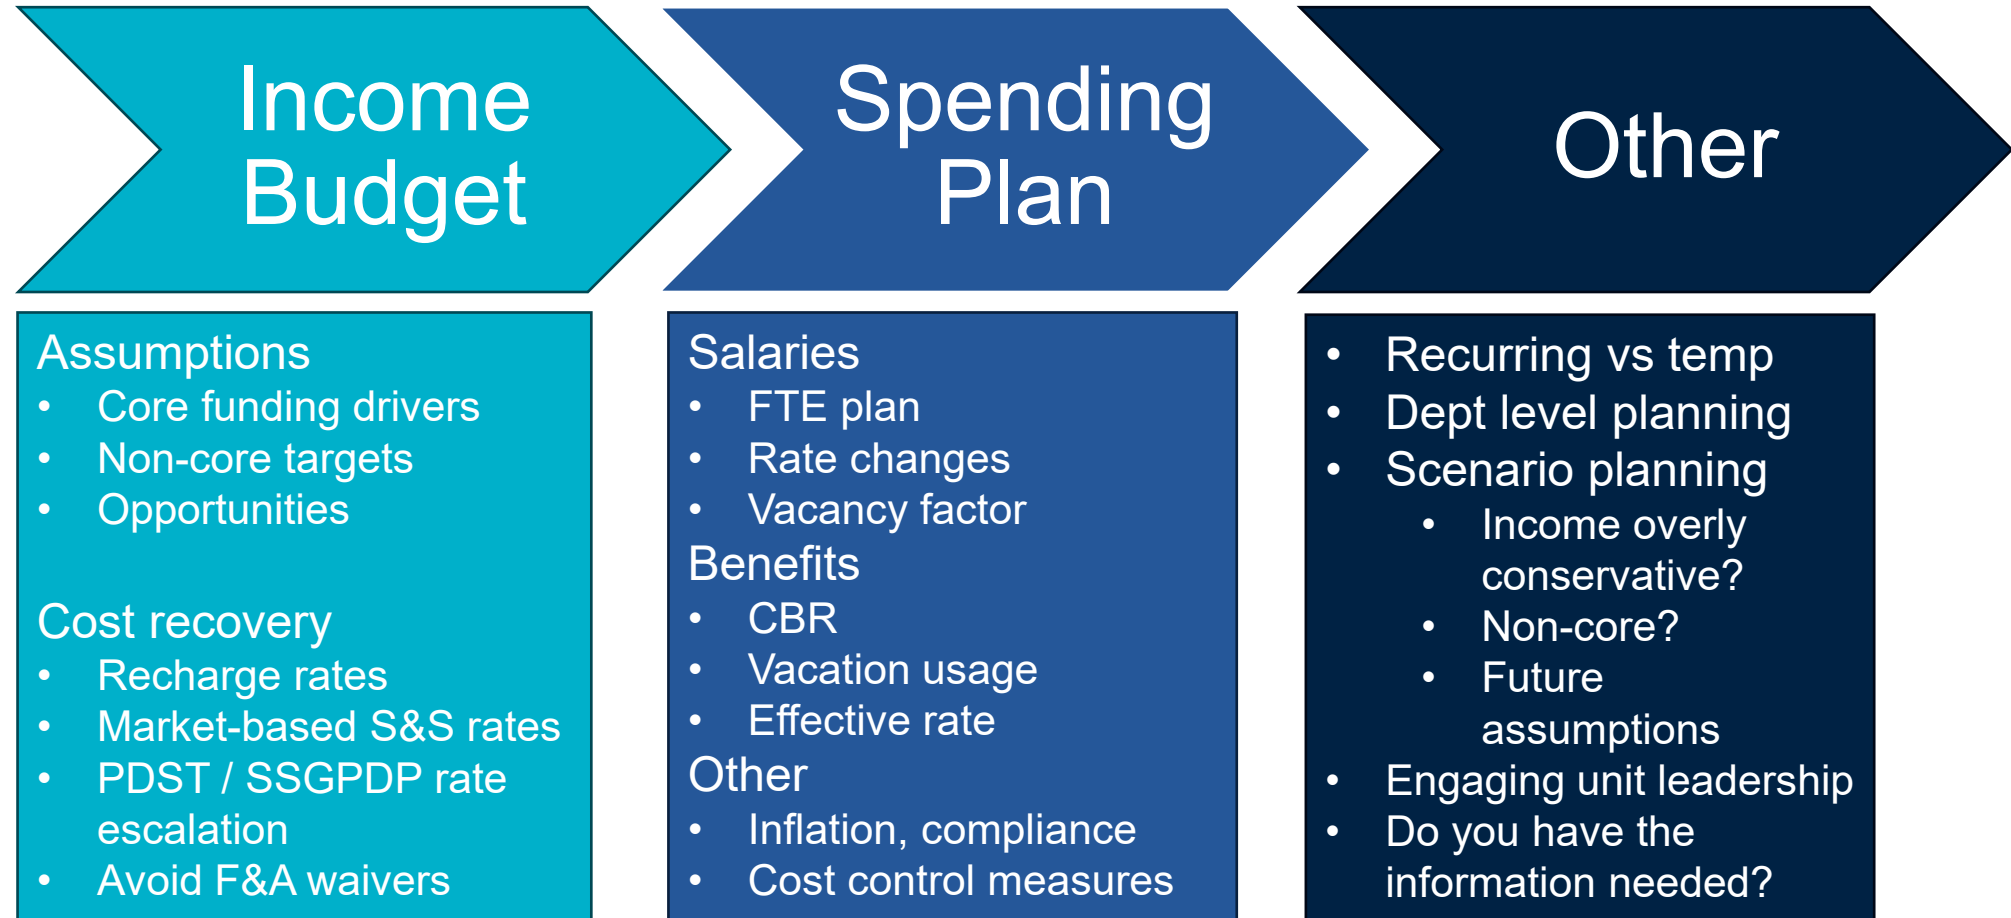 Income
Budget
Assumptions
• Core funding drivers
• Non-core targets
• Opportunities
Cost recovery
• Recharge rates
• Market-based S&S rates
• PDST / SSGPDP rate
escalation
• Avoid F&A waivers
Spending
Plan
Salaries
• FTE plan
• Rate changes
• Vacancy factor
Benefits
• CBR
• Vacation usage
• Effective rate
Other
• Inflation, compliance
• Cost control measures
Other
• Recurring vs temp
• Dept level planning
• Scenario planning
• Income overly
conservative?
• Non-core?
• Future
assumptions
• Engaging unit leadership
• Do you have the
information needed?